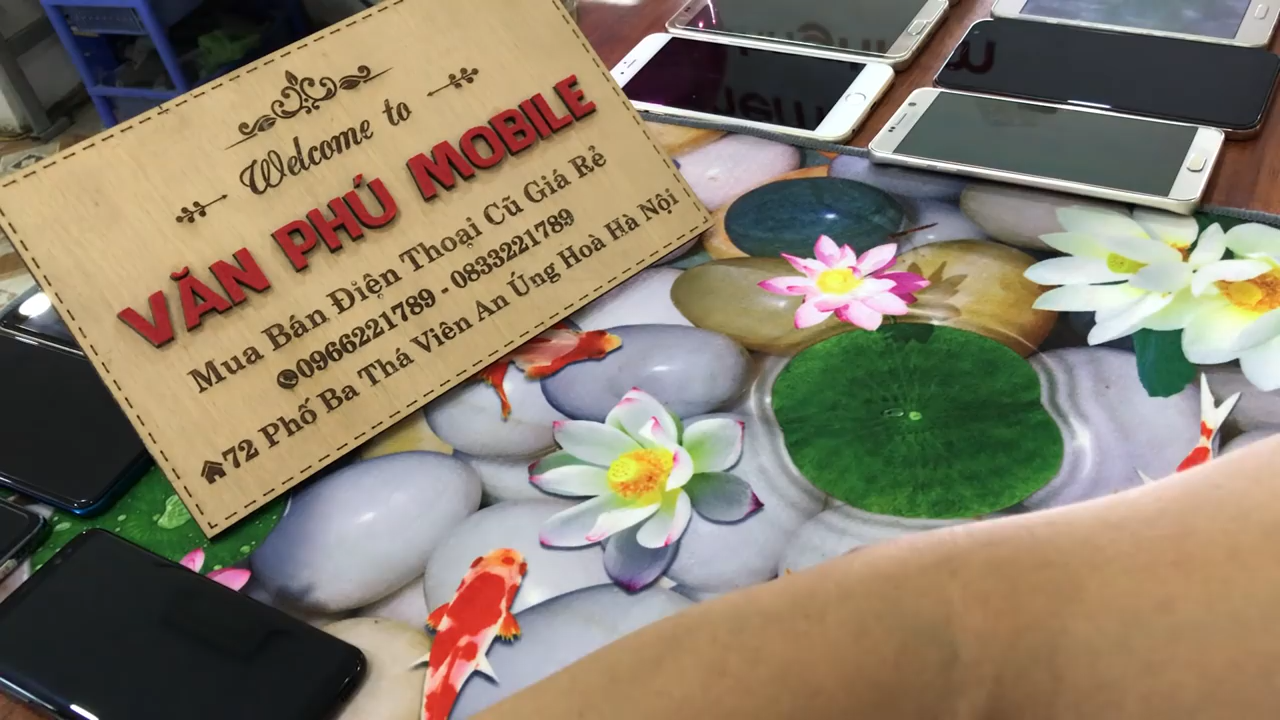 Welcome to
VĂN PHÚ MOBILE
Mua Bán Điện Thoại Cũ Giá Rẻ
0966221789 - 0833221789
72 Phố Ba Thá Viên An Ứng Hoà Hà Nội